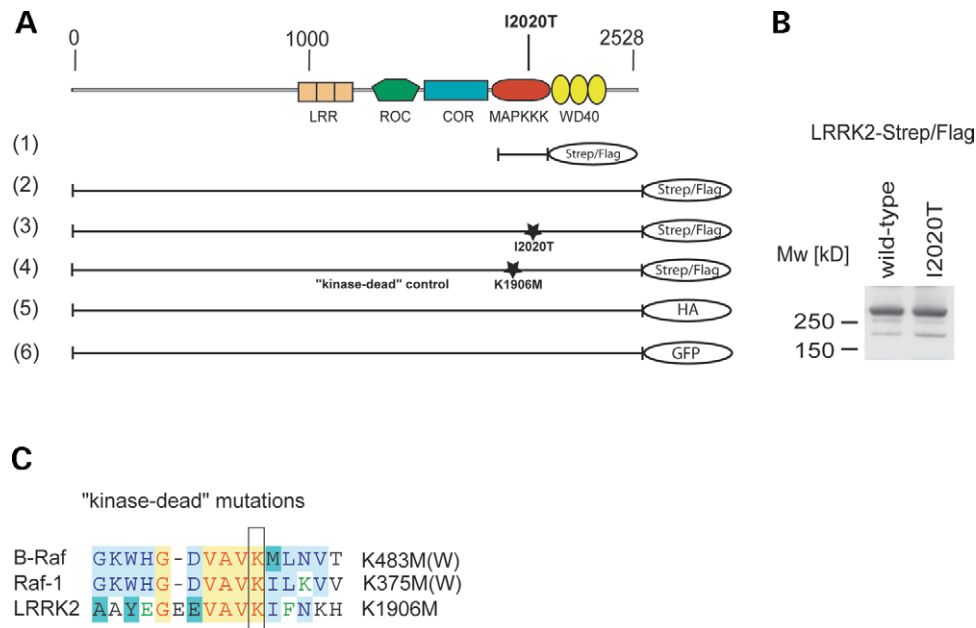 A
I2020T
0 1000 2528
LRR ROC COR MAPKKK WD40
(1) Strep/Flag
(2) Strep/Flag
(3) I2020T Strep/Flag
(4) "kinase-dead" control K1906M Strep/Flag
(5) HA
(6) GFP
B
LRRK2-Strep/Flag
wild-type
I2020T
Mw [kD]
250
150
C
"kinase-dead" mutations
B-Raf GKWHG-DVAVKMLNVT K483M(W)
Raf-1 GKWHG-DVAVKILKVV K375M(W)
LRRK2 AAYEGEEVAVKIFNKH K1906M